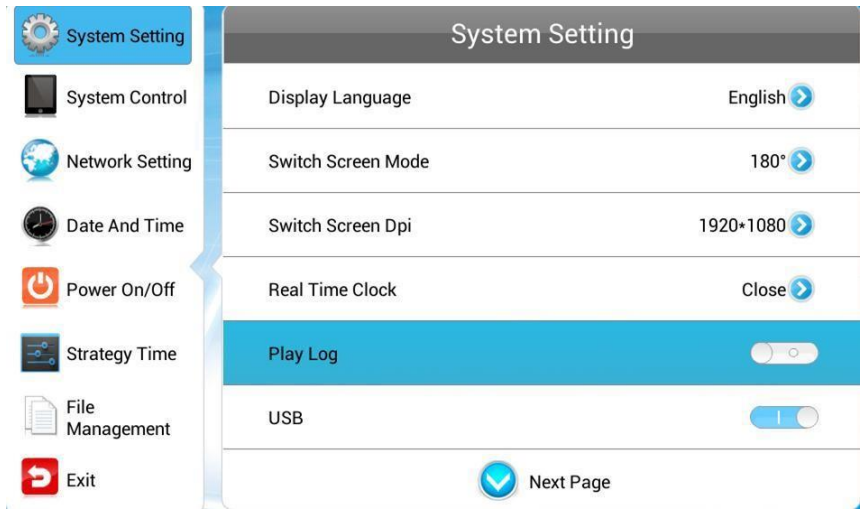 System Setting
System Control
Network Setting
Date And Time
Power On/Off
Strategy Time
File
Management
Exit
System Setting
Display Language English
Switch Screen Mode 180°
Switch Screen Dpi 1920*1080
Real Time Clock Close
Play Log
USB
Next Page